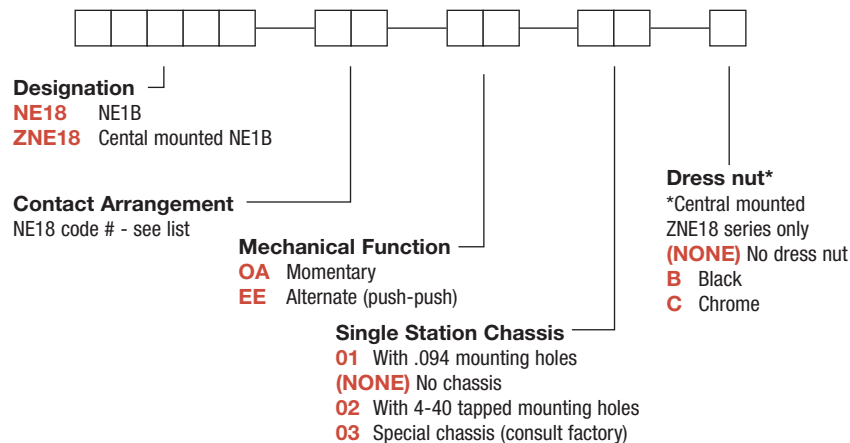 Designation
NE18 NE1B
ZNE18 Cental mounted NE1B
Contact Arrangement
NE18 code # - see list
Mechanical Function
OA Momentary
EE Alternate (push-push)
Single Station Chassis
01 With .094 mounting holes
(NONE) No chassis
02 With 4-40 tapped mounting holes
03 Special chassis (consult factory)
Dress nut*
*Central mounted
ZNE18 series only
(NONE) No dress nut
B Black
C Chrome